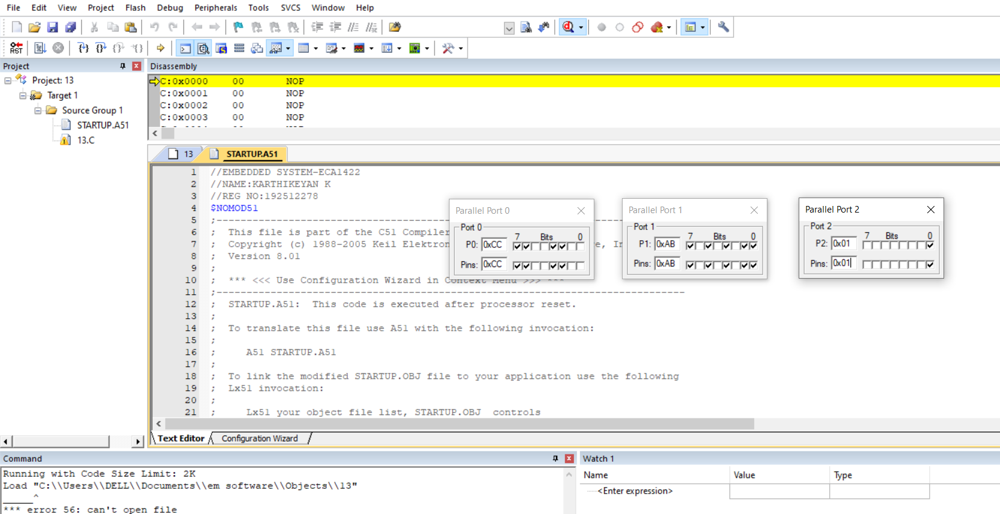 File Edit View Project Flash Debug Peripherals Tools SVCS Window Help
RST
Project
Project: 13
Target 1
Source Group 1
STARTUP.A51
13.C
Disassembly
C:0x0000 00 NOP
C:0x0001 00 NOP
C:0x0002 00 NOP
C:0x0003 00 NOP
13 STARTUP.A51
1 //EMBEDDED SYSTEM-ECA1422
2 //NAME:KARTHIKEYAN K
3 //REG NO:192512278
4 $NOMOD51
5 ;------------------------------------------------------------------------------
6 ; This file is part of the C51 Compiler
7 ; Copyright (c) 1988-2005 Keil Elektron e, In
8 ; Version 8.01
9 ;
10 ; *** <<< Use Configuration Wizard in Context Menu >>> ***
11 ;------------------------------------------------------------------------------
12 ; STARTUP.A51: This code is executed after processor reset.
13 ;
14 ; To translate this file use A51 with the following invocation:
15 ;
16 ; A51 STARTUP.A51
17 ;
18 ; To link the modified STARTUP.OBJ file to your application use the following
19 ; Lx51 invocation:
20 ;
21 ; Lx51 your object file list, STARTUP.OBJ controls
Parallel Port 0
Port 0
7 Bits 0
P0: 0xCC
Pins: 0xCC
Parallel Port 1
Port 1
7 Bits 0
P1: 0xAB
Pins: 0xAB
Parallel Port 2
Port 2
7 Bits 0
P2: 0x01
Pins: 0x01
Text Editor Configuration Wizard
Command
Running with Code Size Limit: 2K
Load "C:\\Users\\DELL\\Documents\\em software\\Objects\\13"
_____^
*** error 56: can't open file
Watch 1
Name Value Type
<Enter expression>